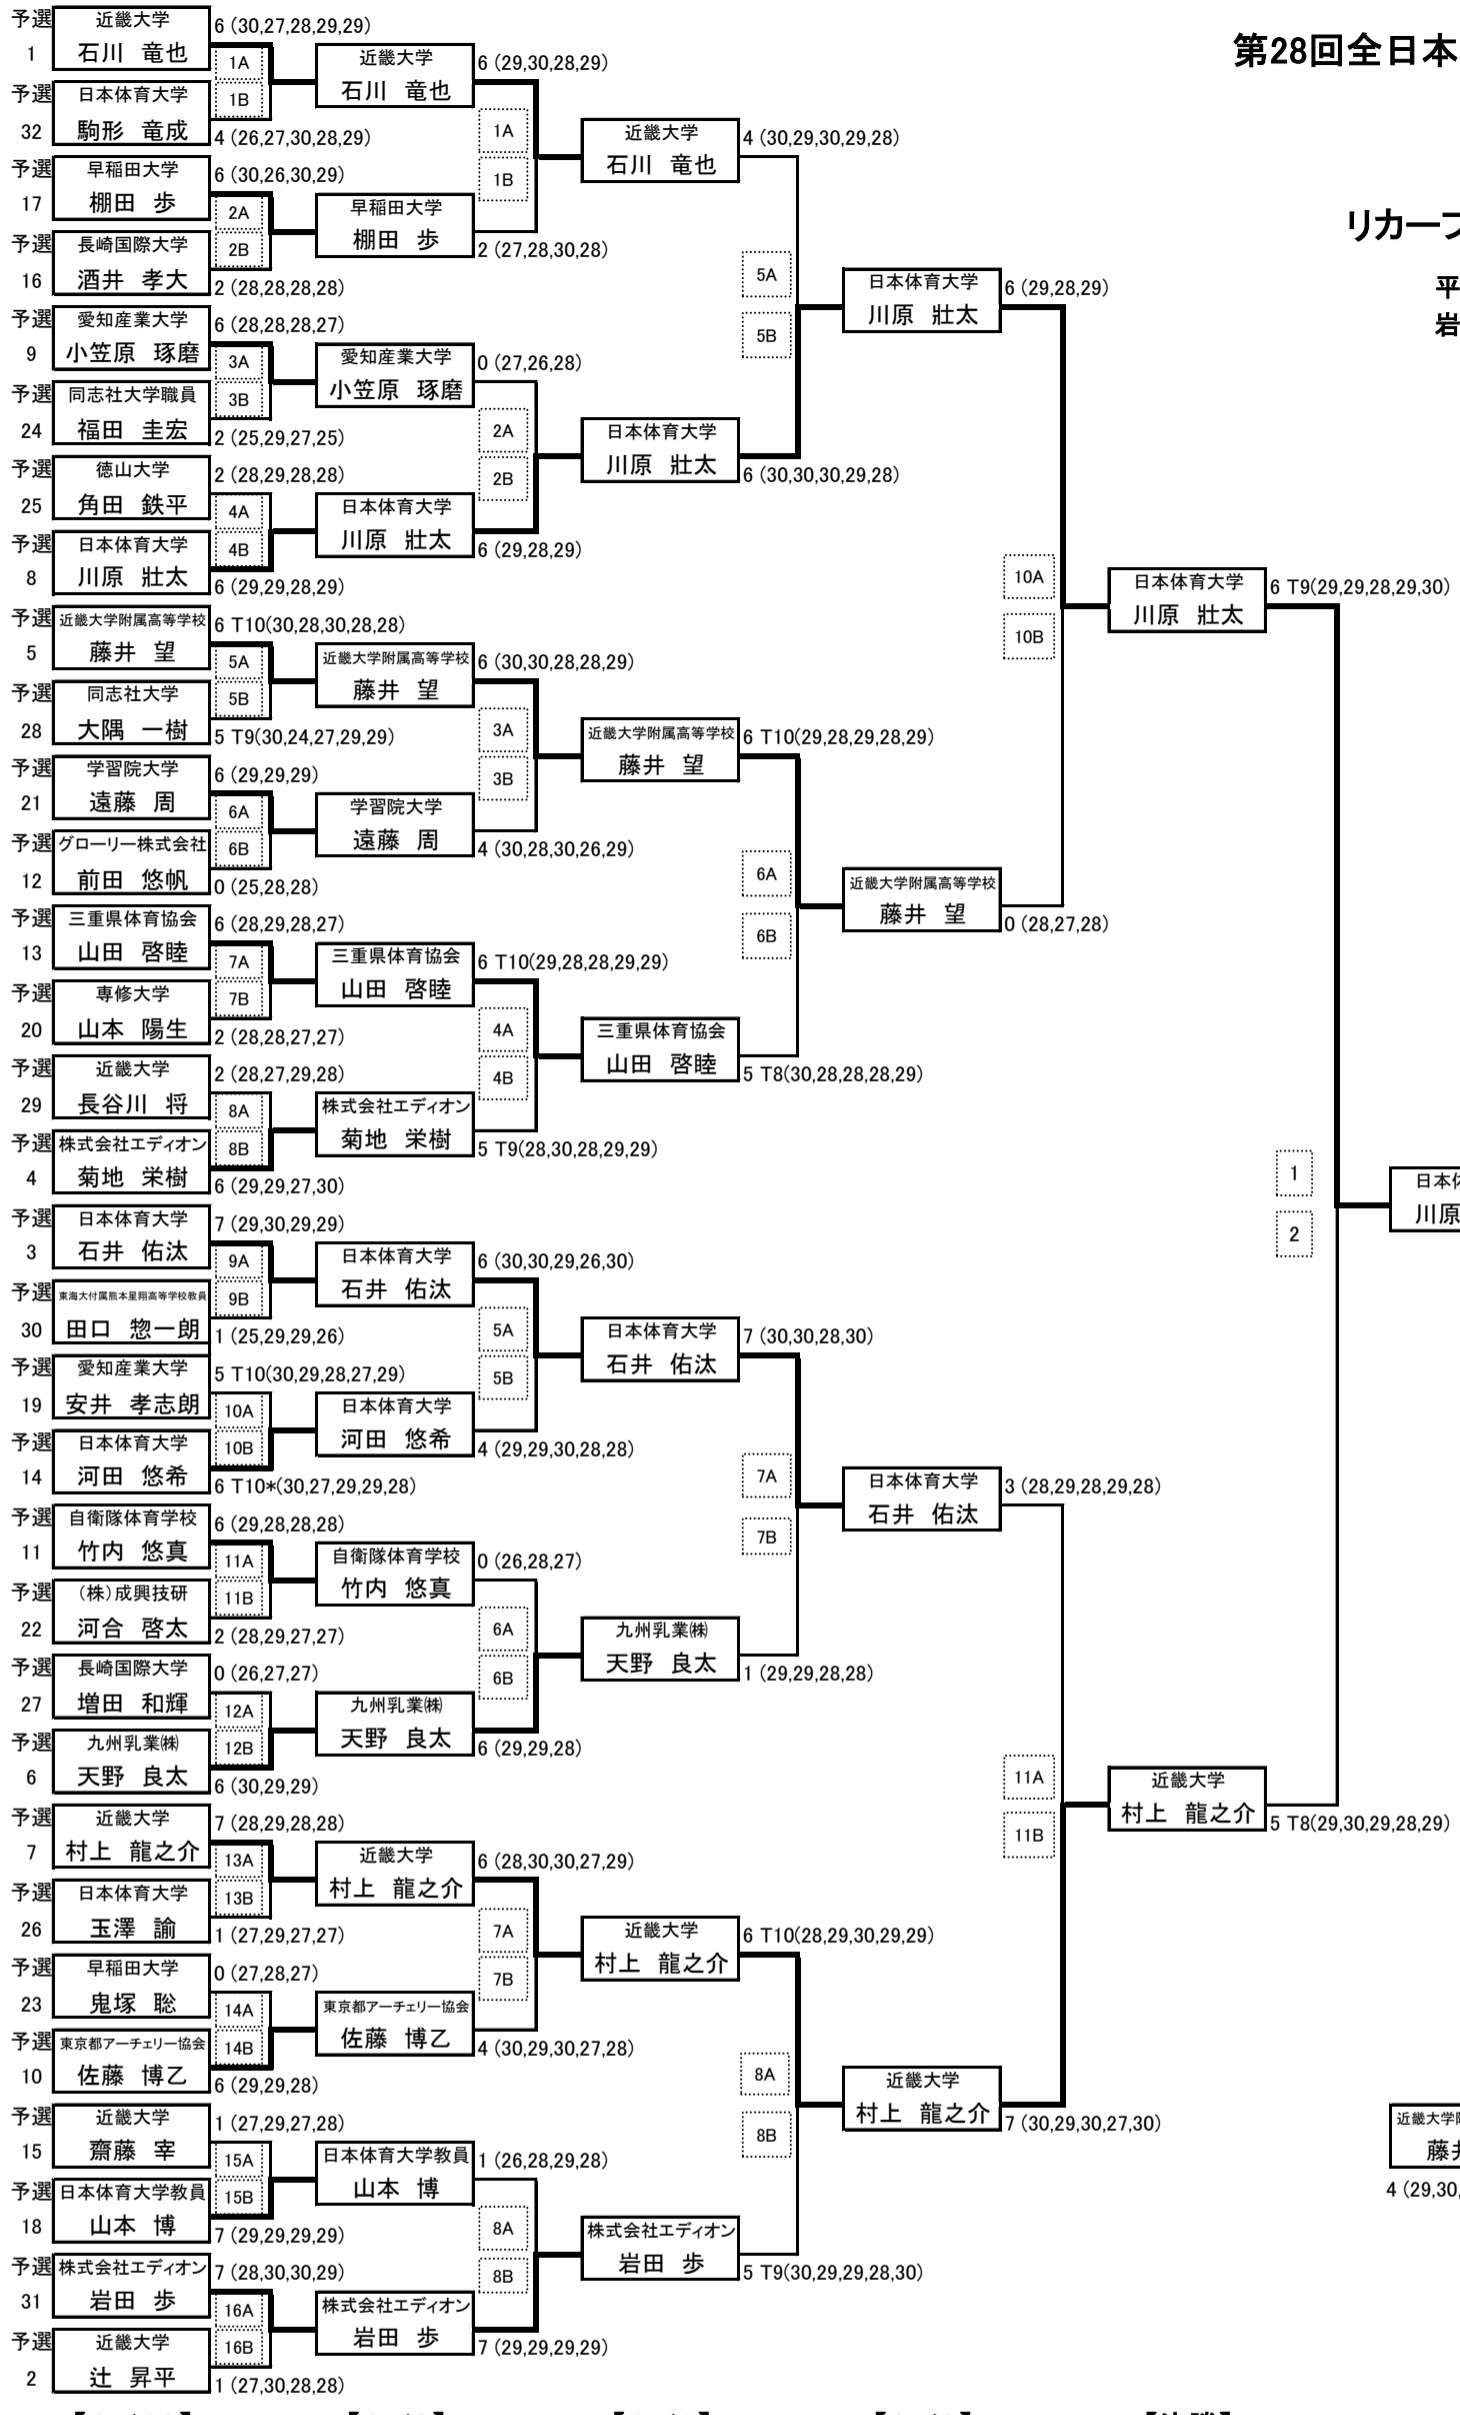 第28回全日本
リカーブ
平
岩
予選
1
近畿大学
石川 竜也
6 (30,27,28,29,29)
1A
1B
予選
32
日本体育大学
駒形 竜成
4 (26,27,30,28,29)
予選
17
早稲田大学
棚田 歩
6 (30,26,30,29)
2A
2B
予選
16
長崎国際大学
酒井 孝大
2 (28,28,28,28)
予選
9
愛知産業大学
小笠原 琢磨
6 (28,28,28,27)
3A
3B
予選
24
同志社大学職員
福田 圭宏
2 (25,29,27,25)
予選
25
徳山大学
角田 鉄平
2 (28,29,28,28)
4A
4B
予選
8
日本体育大学
川原 壯太
6 (29,29,28,29)
予選
5
近畿大学附属高等学校
藤井 望
6 T10(30,28,30,28,28)
5A
5B
予選
28
同志社大学
大隅 一樹
5 T9(30,24,27,29,29)
予選
21
学習院大学
遠藤 周
6 (29,29,29)
6A
6B
予選
12
グローリー株式会社
前田 悠帆
0 (25,28,28)
予選
13
三重県体育協会
山田 啓睦
6 (28,29,28,27)
7A
7B
予選
20
専修大学
山本 陽生
2 (28,28,27,27)
予選
29
近畿大学
長谷川 将
2 (28,27,29,28)
8A
8B
予選
4
株式会社エディオン
菊地 栄樹
6 (29,29,27,30)
予選
3
日本体育大学
石井 佑汰
7 (29,30,29,29)
9A
9B
予選
30
東海大付属熊本星翔高等学校教員
田口 惣一朗
1 (25,29,29,26)
予選
19
愛知産業大学
安井 孝志朗
5 T10(30,29,28,27,29)
10A
10B
予選
14
日本体育大学
河田 悠希
6 T10*(30,27,29,29,28)
予選
11
自衛隊体育学校
竹内 悠真
6 (29,28,28,28)
11A
11B
予選
22
（株）成興技研
河合 啓太
2 (28,29,27,27)
予選
27
長崎国際大学
増田 和輝
0 (26,27,27)
12A
12B
予選
6
九州乳業㈱
天野 良太
6 (30,29,29)
予選
7
近畿大学
村上 龍之介
7 (28,29,28,28)
13A
13B
予選
26
日本体育大学
玉澤 諭
1 (27,29,27,27)
予選
23
早稲田大学
鬼塚 聡
0 (27,28,27)
14A
14B
予選
10
東京都アーチェリー協会
佐藤 博乙
6 (29,29,28)
予選
15
近畿大学
齋藤 宰
1 (27,29,27,28)
15A
15B
予選
18
日本体育大学教員
山本 博
7 (29,29,29,29)
予選
31
株式会社エディオン
岩田 歩
7 (28,30,30,29)
16A
16B
予選
2
近畿大学
辻 昇平
1 (27,30,28,28)
近畿大学
石川 竜也
6 (29,30,28,29)
1A
1B
早稲田大学
棚田 歩
2 (27,28,30,28)
愛知産業大学
小笠原 琢磨
0 (27,26,28)
2A
2B
日本体育大学
川原 壯太
6 (29,28,29)
近畿大学附属高等学校
藤井 望
6 (30,30,28,28,29)
3A
3B
学習院大学
遠藤 周
4 (30,28,30,26,29)
三重県体育協会
山田 啓睦
6 T10(29,28,28,29,29)
4A
4B
株式会社エディオン
菊地 栄樹
5 T9(28,30,28,29,29)
日本体育大学
石井 佑汰
6 (30,30,29,26,30)
5A
5B
日本体育大学
河田 悠希
4 (29,29,30,28,28)
自衛隊体育学校
竹内 悠真
0 (26,28,27)
6A
6B
九州乳業㈱
天野 良太
6 (29,29,28)
近畿大学
村上 龍之介
6 (28,30,30,27,29)
7A
7B
東京都アーチェリー協会
佐藤 博乙
4 (30,29,30,27,28)
日本体育大学教員
山本 博
1 (26,28,29,28)
8A
8B
株式会社エディオン
岩田 歩
7 (29,29,29,29)
近畿大学
石川 竜也
4 (30,29,30,29,28)
5A
5B
日本体育大学
川原 壯太
6 (30,30,30,29,28)
近畿大学附属高等学校
藤井 望
6 T10(29,28,29,28,29)
6A
6B
三重県体育協会
山田 啓睦
5 T8(30,28,28,28,29)
日本体育大学
石井 佑汰
7 (30,30,28,30)
7A
7B
九州乳業㈱
天野 良太
1 (29,29,28,28)
近畿大学
村上 龍之介
6 T10(28,29,30,29,29)
8A
8B
株式会社エディオン
岩田 歩
5 T9(30,29,29,28,30)
日本体育大学
川原 壯太
6 (29,28,29)
10A
10B
近畿大学附属高等学校
藤井 望
0 (28,27,28)
日本体育大学
石井 佑汰
3 (28,29,28,29,28)
11A
11B
近畿大学
村上 龍之介
7 (30,29,30,27,30)
日本体育大学
川原 壯太
6 T9(29,29,28,29,30)
1
2
近畿大学
村上 龍之介
5 T8(29,30,29,28,29)
日本体
川原
近畿大学附
藤井
4 (29,30,